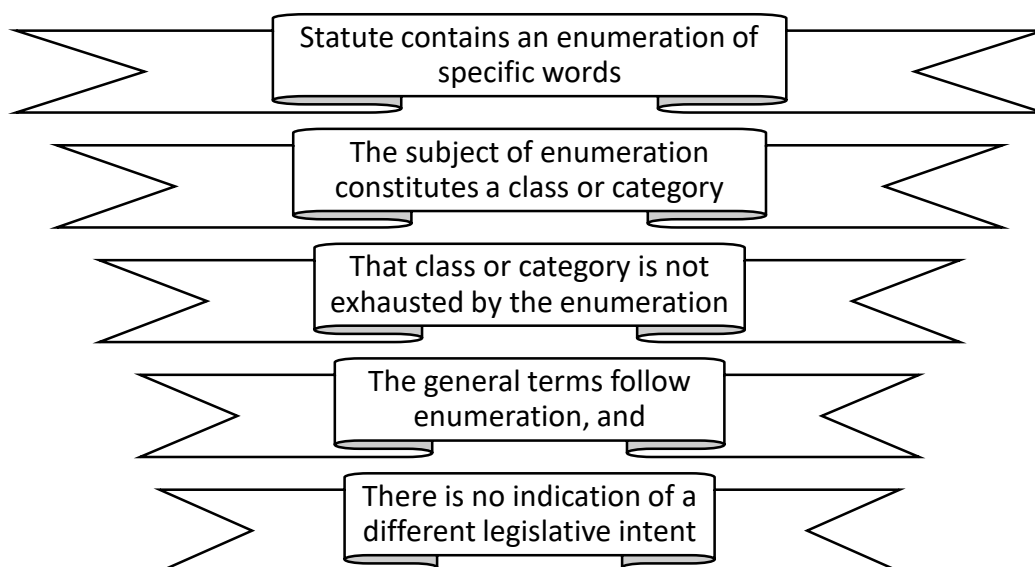 Statute contains an enumeration of
specific words
The subject of enumeration
constitutes a class or category
That class or category is not
exhausted by the enumeration
The general terms follow
enumeration, and
There is no indication of a
different legislative intent